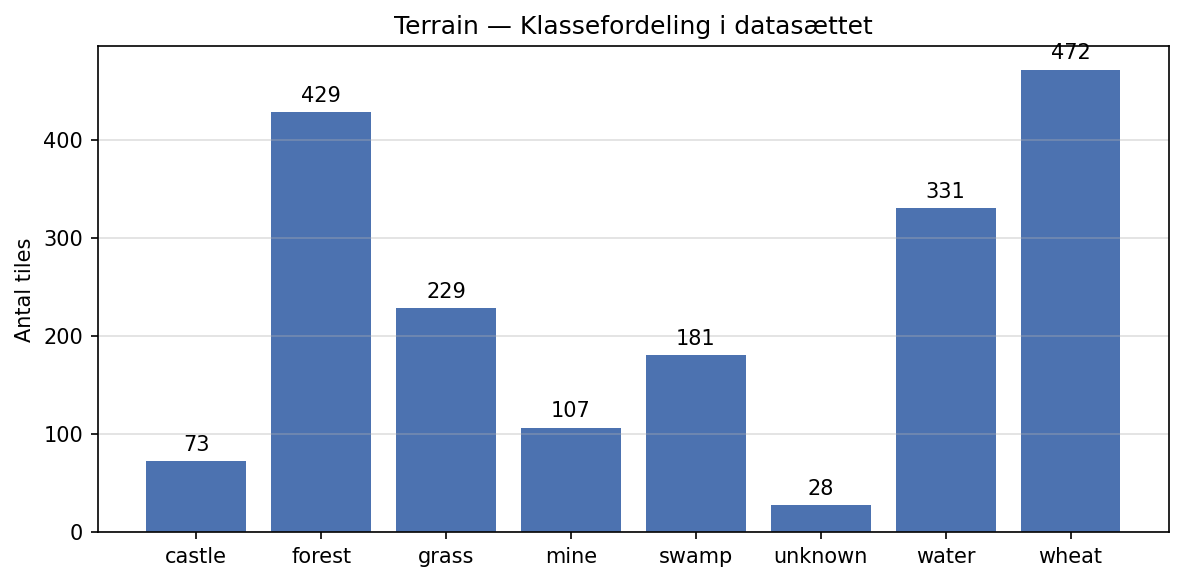 Terrain — Klassefordeling i datasættet
Antal tiles
400
300
200
100
0
73
429
229
107
181
28
331
472
castle
forest
grass
mine
swamp
unknown
water
wheat